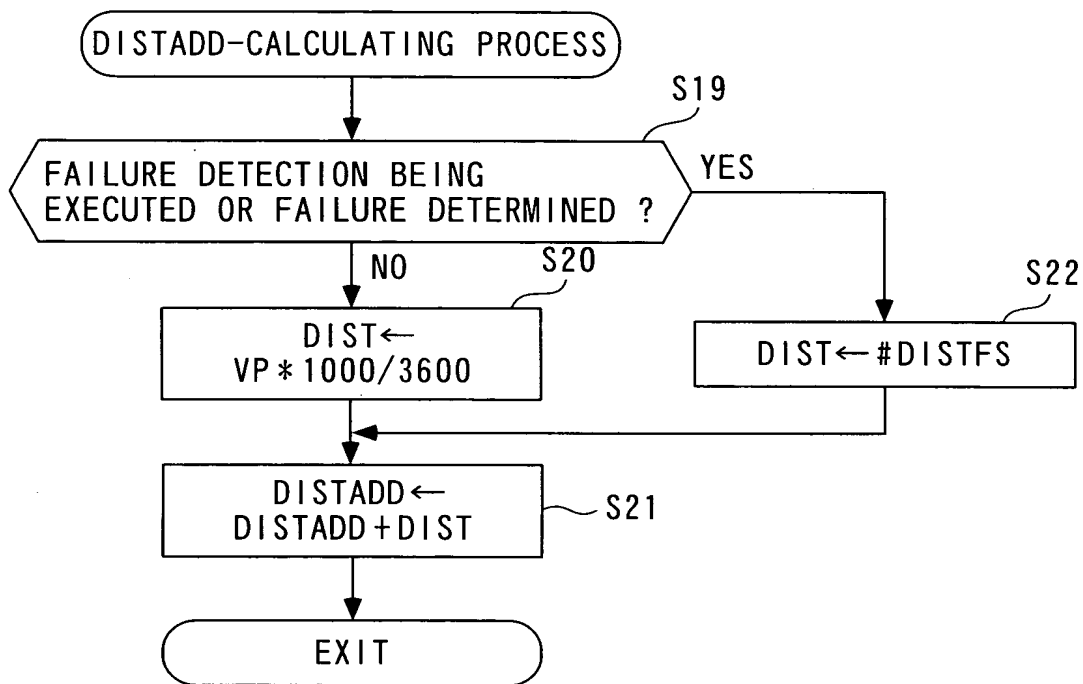 DISTADD-CALCULATING PROCESS
S19
FAILURE DETECTION BEING
EXECUTED OR FAILURE DETERMINED ?
YES
NO
S20
DIST←
VP*1000/3600
S22
DIST←#DISTFS
DISTADD←
DISTADD+DIST
S21
EXIT